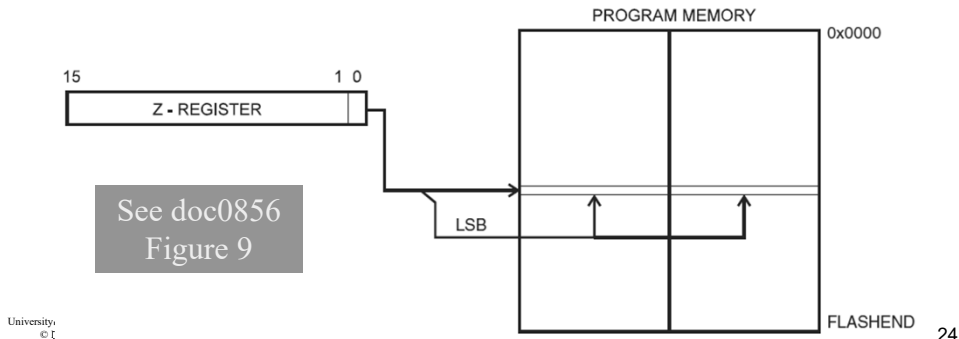 PROGRAM MEMORY
0x0000
15
1 0
Z - REGISTER
See doc0856
Figure 9
LSB
FLASHEND
24